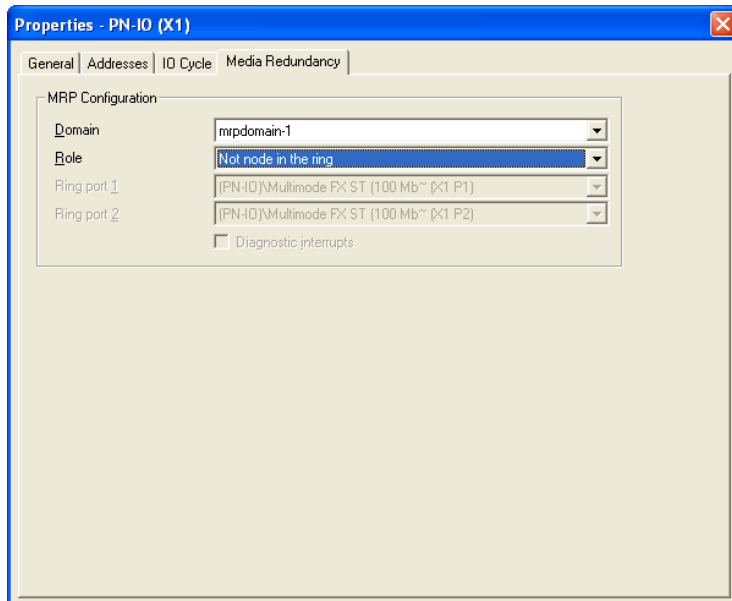 Properties - PN-IO (X1)
General Addresses IO Cycle Media Redundancy
MRP Configuration
Domain mrpdomain-1
Role Not node in the ring
Ring port 1 (PN-IO)\Multimode FX ST (100 Mb~ (X1 P1)
Ring port 2 (PN-IO)\Multimode FX ST (100 Mb~ (X1 P2)
Diagnostic interrupts